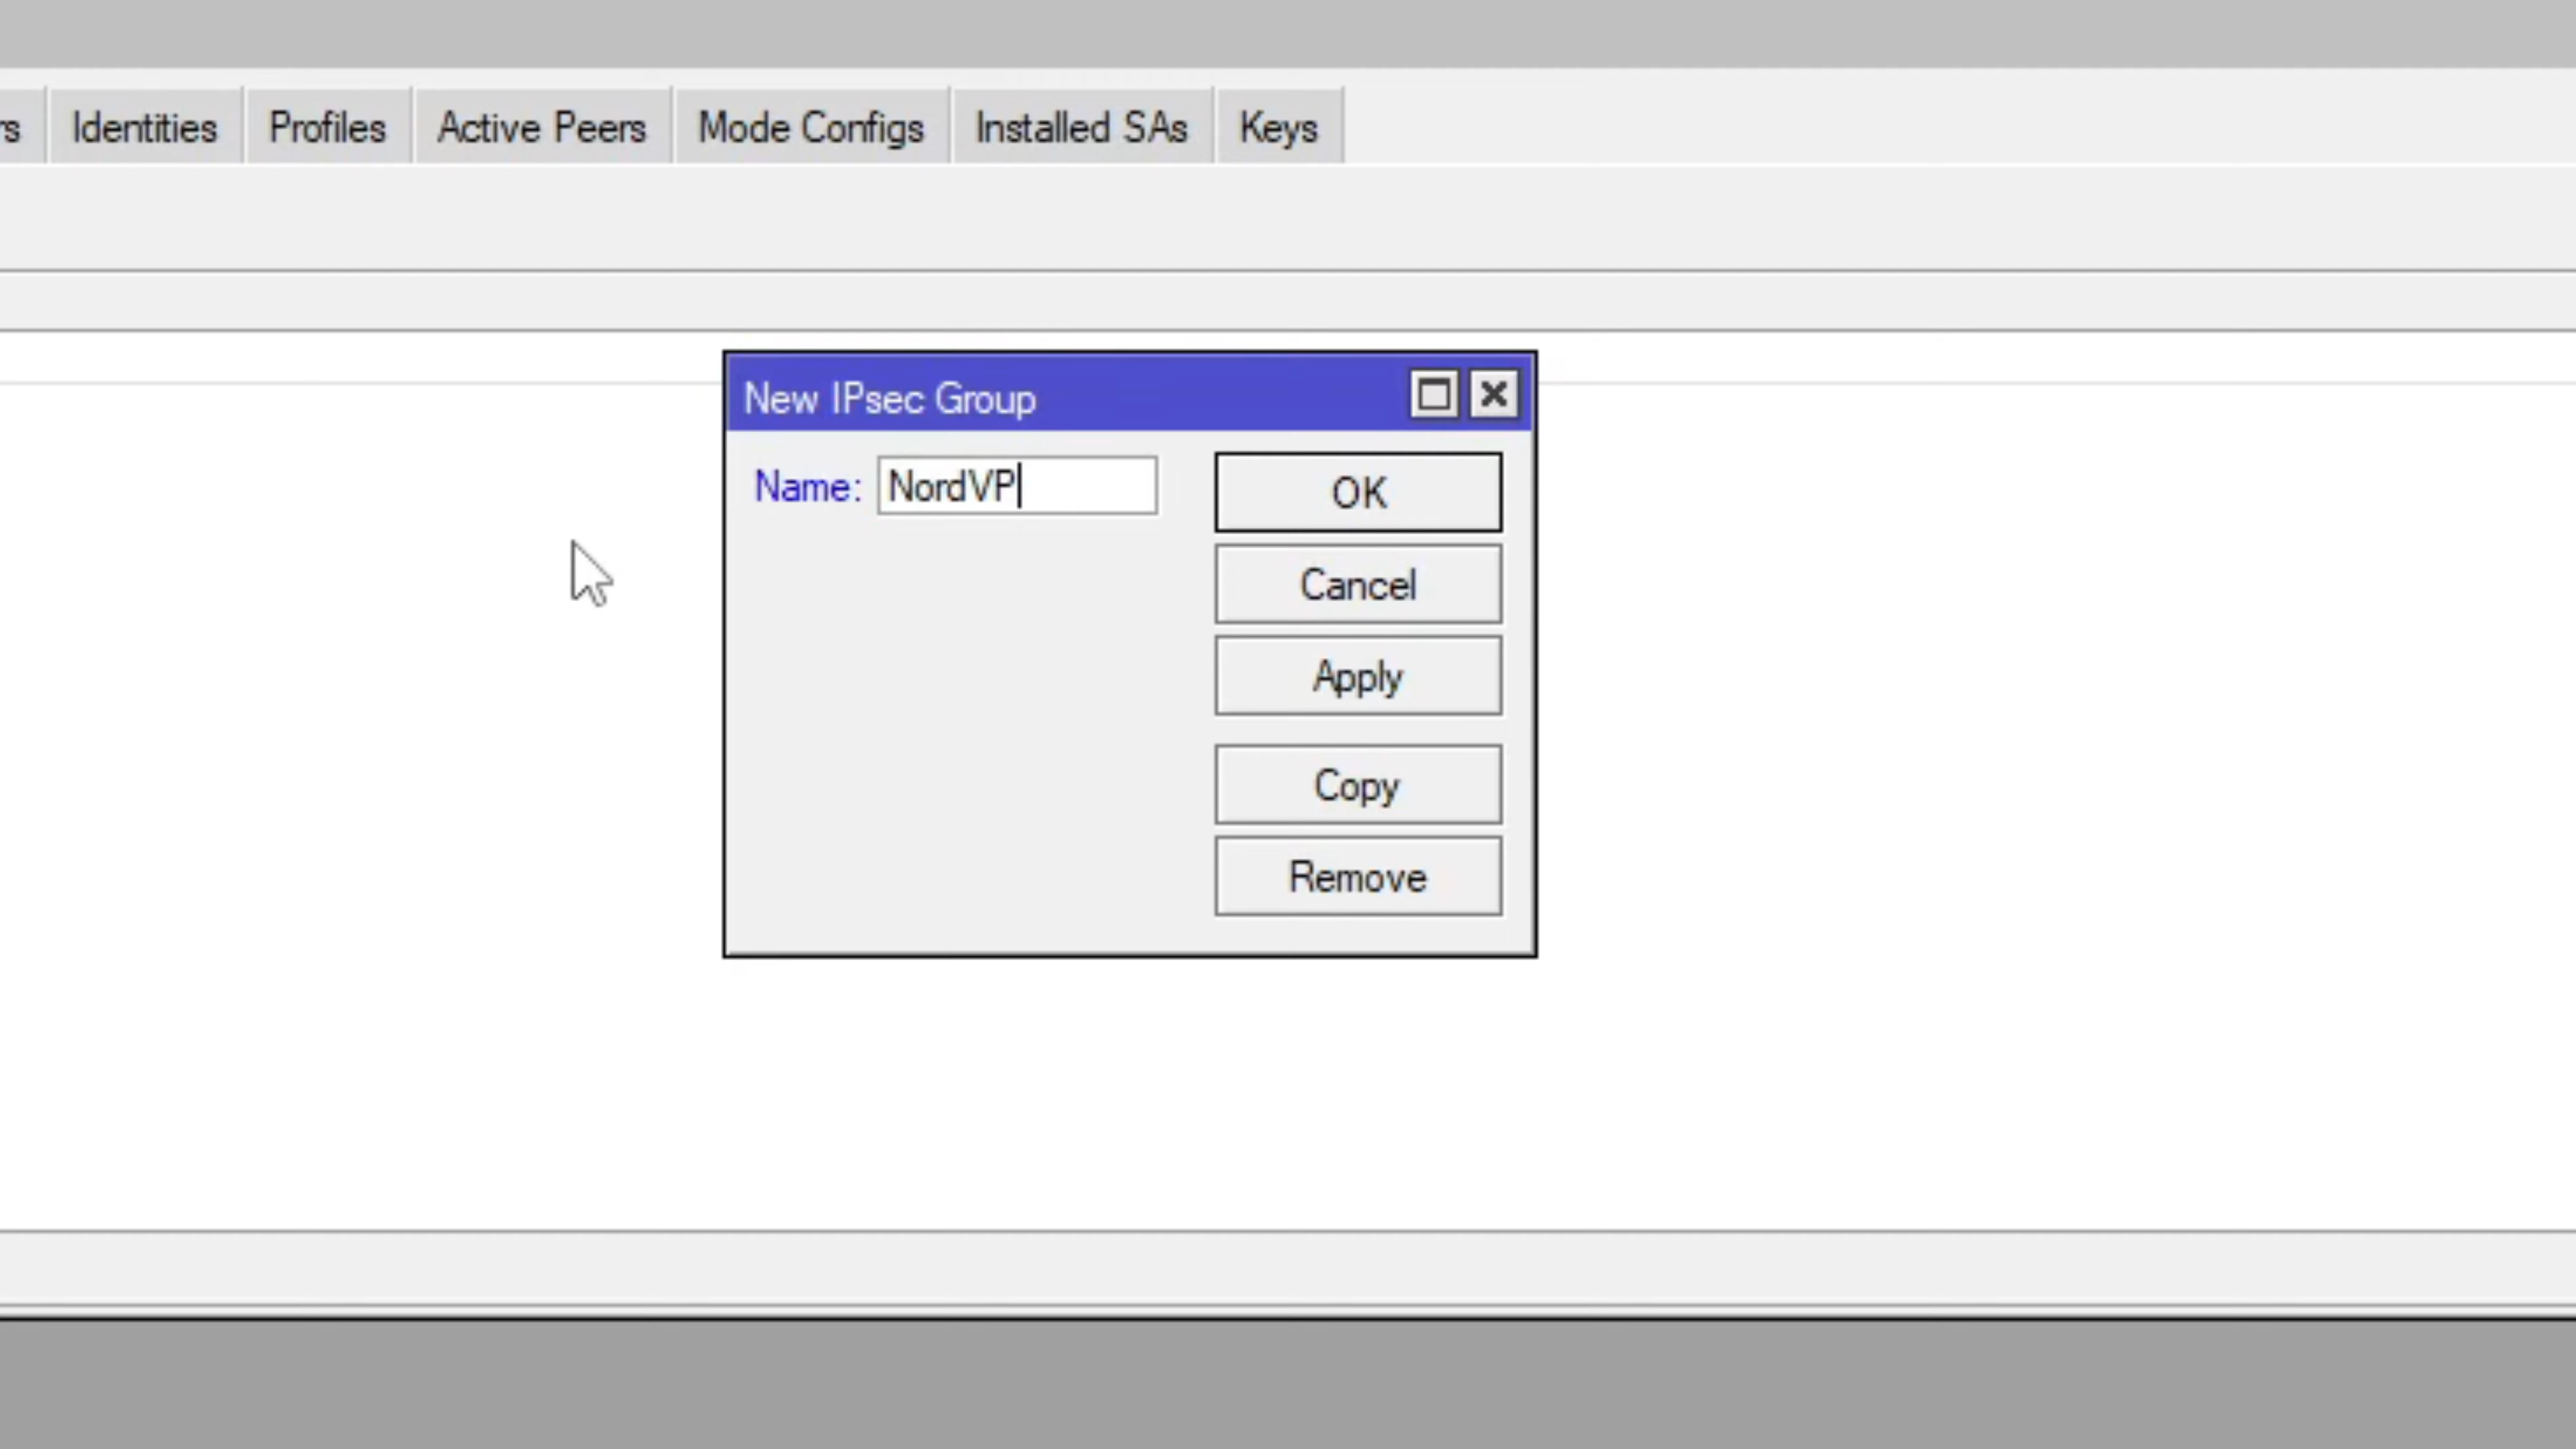 rs Identities Profiles Active Peers Mode Configs Installed SAs Keys
New IPsec Group
Name: NordVP
OK
Cancel
Apply
Copy
Remove